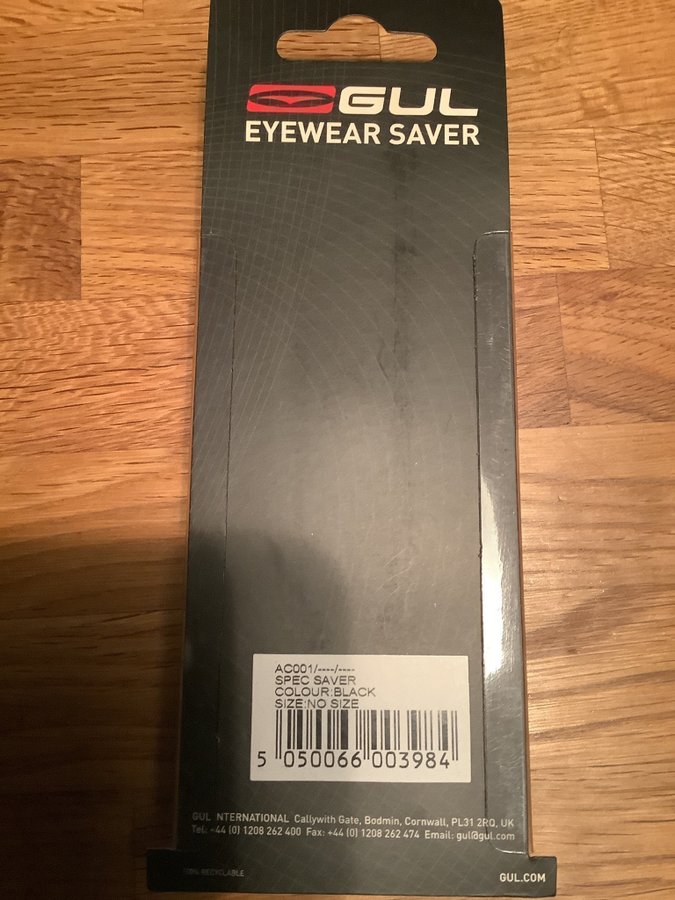 GUL
EYEWEAR SAVER
AC001/----/----
SPEC SAVER
COLOUR:BLACK
SIZE:NO SIZE
5 050066 003984
GUL NTERNATIONAL Callywith Gate, Bodmin, Cornwall, PL31 2RQ, UK
Tel: +44 (0) 1208 262 400 Fax: +44 (0) 1208 262 474 Email: gul@gul.com
100% RECYCLABLE
GUL.COM